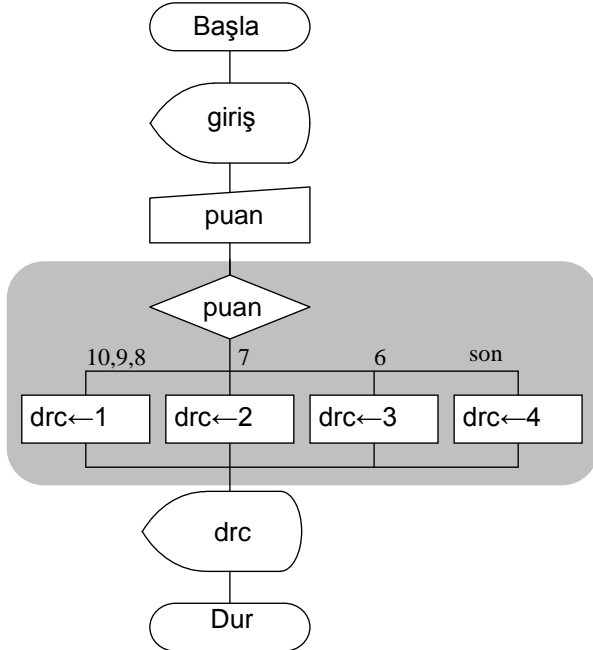 Başla
giriş
puan
puan
10,9,8 7 6 son
drc←1 drc←2 drc←3 drc←4
drc
Dur